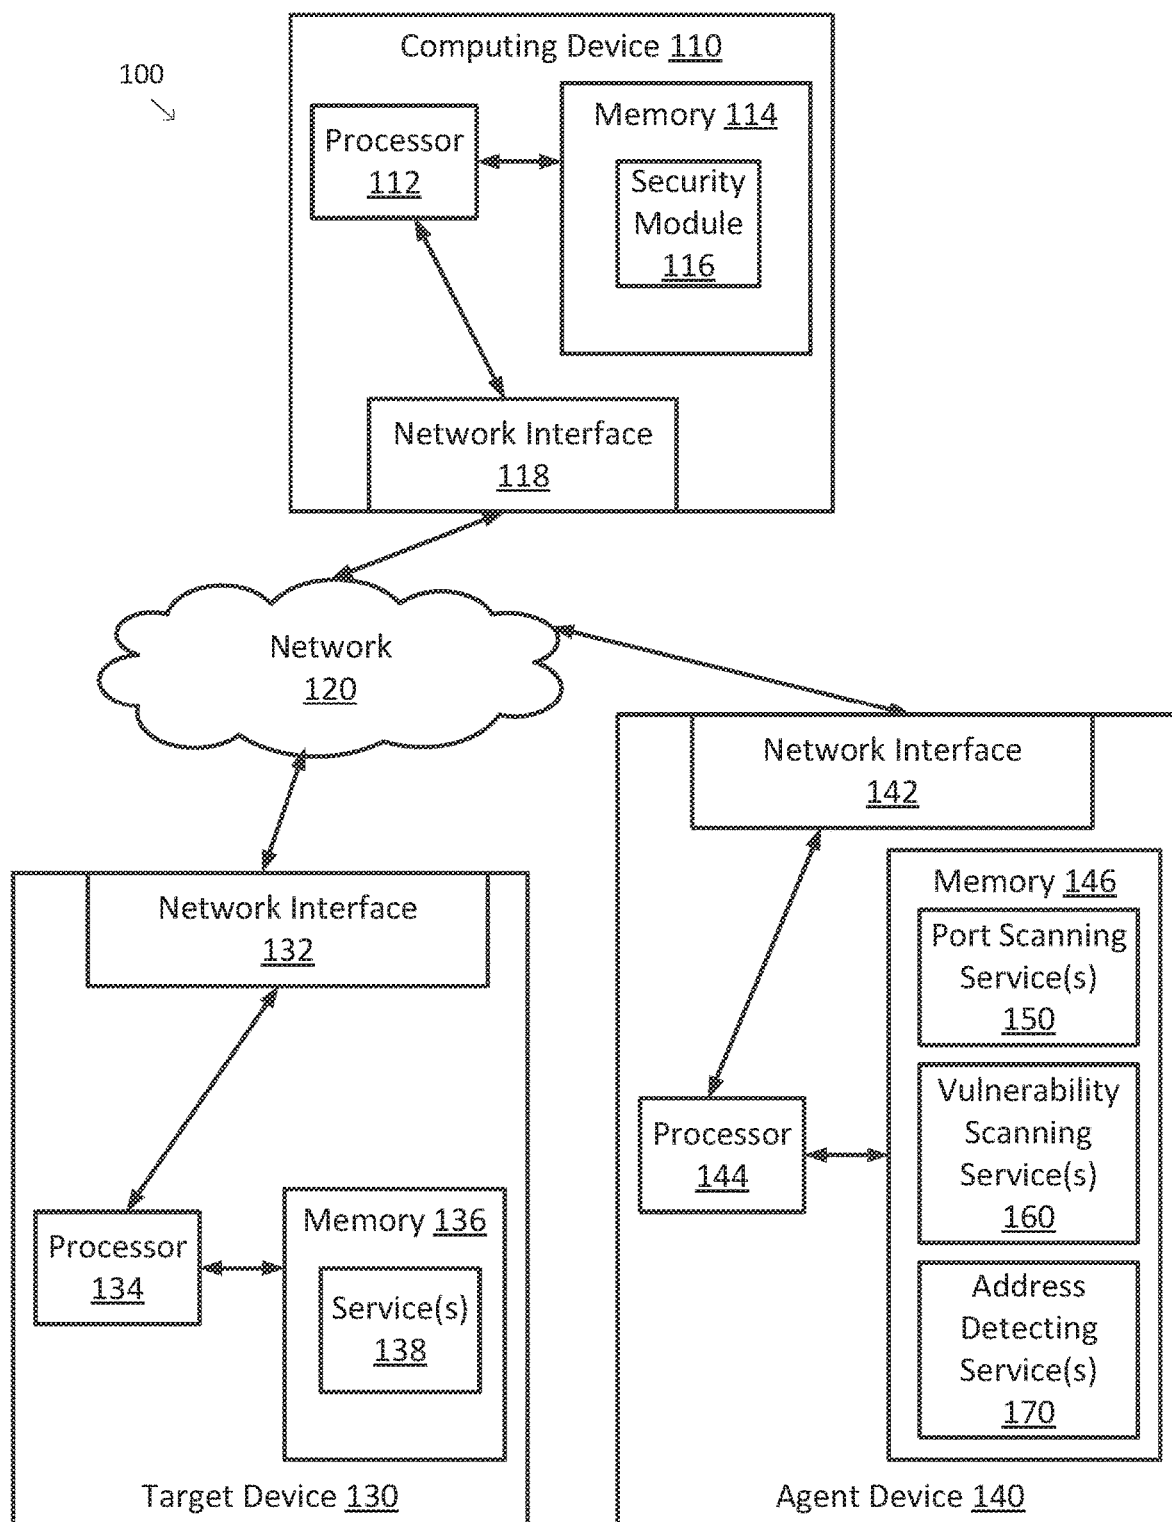 100
Computing Device 110
Processor
112
Memory 114
Security
Module
116
Network Interface
118
Network
120
Network Interface
142
Memory 146
Port Scanning
Service(s)
150
Vulnerability
Scanning
Service(s)
160
Address
Detecting
Service(s)
170
Processor
144
Agent Device 140
Network Interface
132
Processor
134
Memory 136
Service(s)
138
Target Device 130